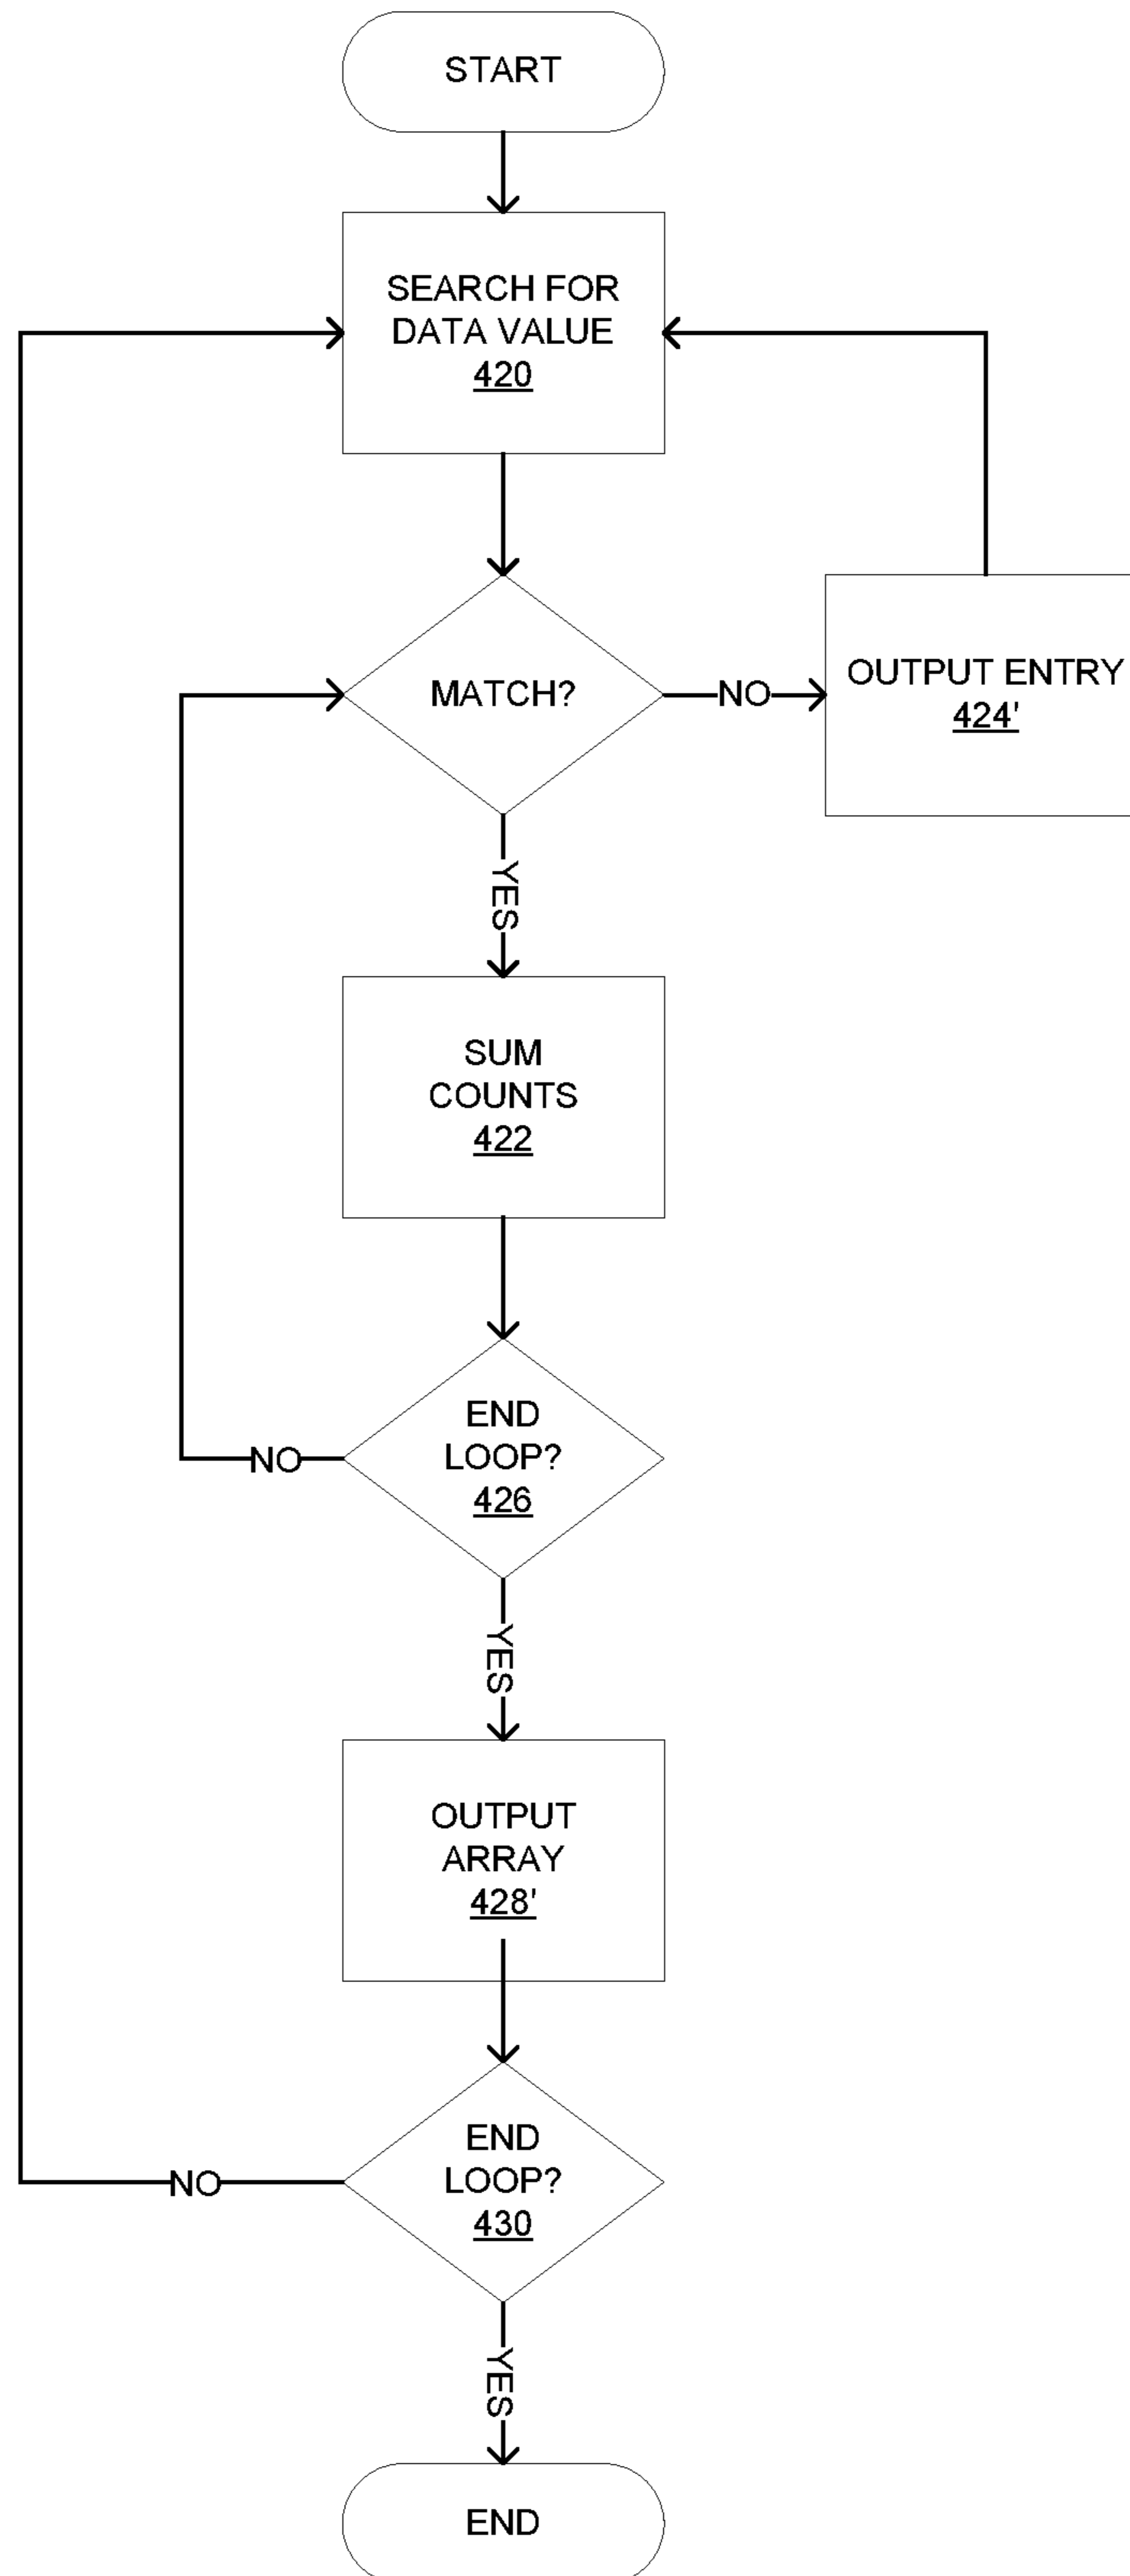 START
SEARCH FOR
DATA VALUE
420
MATCH?
NO
OUTPUT ENTRY
424'
YES
SUM
COUNTS
422
END
LOOP?
426
NO
YES
OUTPUT
ARRAY
428'
END
LOOP?
430
NO
YES
END